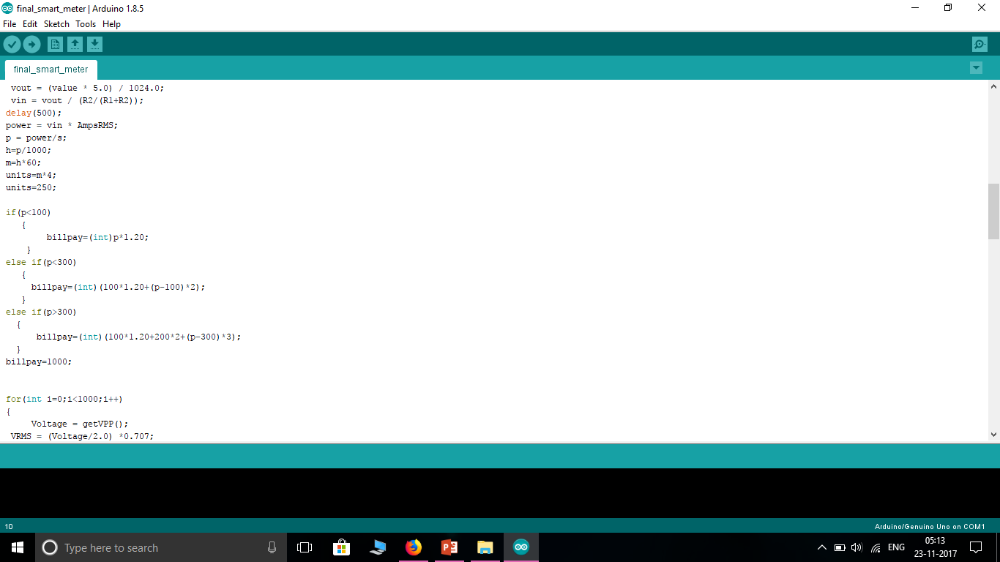 final_smart_meter | Arduino 1.8.5
File Edit Sketch Tools Help
final_smart_meter
vout = (value * 5.0) / 1024.0;
vin = vout / (R2/(R1+R2));
delay(500);
power = vin * AmpsRMS;
p = power/s;
h=p/1000;
m=h*60;
units=m*4;
units=250;
if(p<100)
{
billpay=(int)p*1.20;
}
else if(p<300)
{
billpay=(int)(100*1.20+(p-100)*2);
}
else if(p>300)
{
billpay=(int)(100*1.20+200*2+(p-300)*3);
}
billpay=1000;
for(int i=0;i<1000;i++)
{
Voltage = getVPP();
VRMS = (Voltage/2.0) *0.707;
10 Arduino/Genuino Uno on COM1
Type here to search
ENG
05:13
23-11-2017